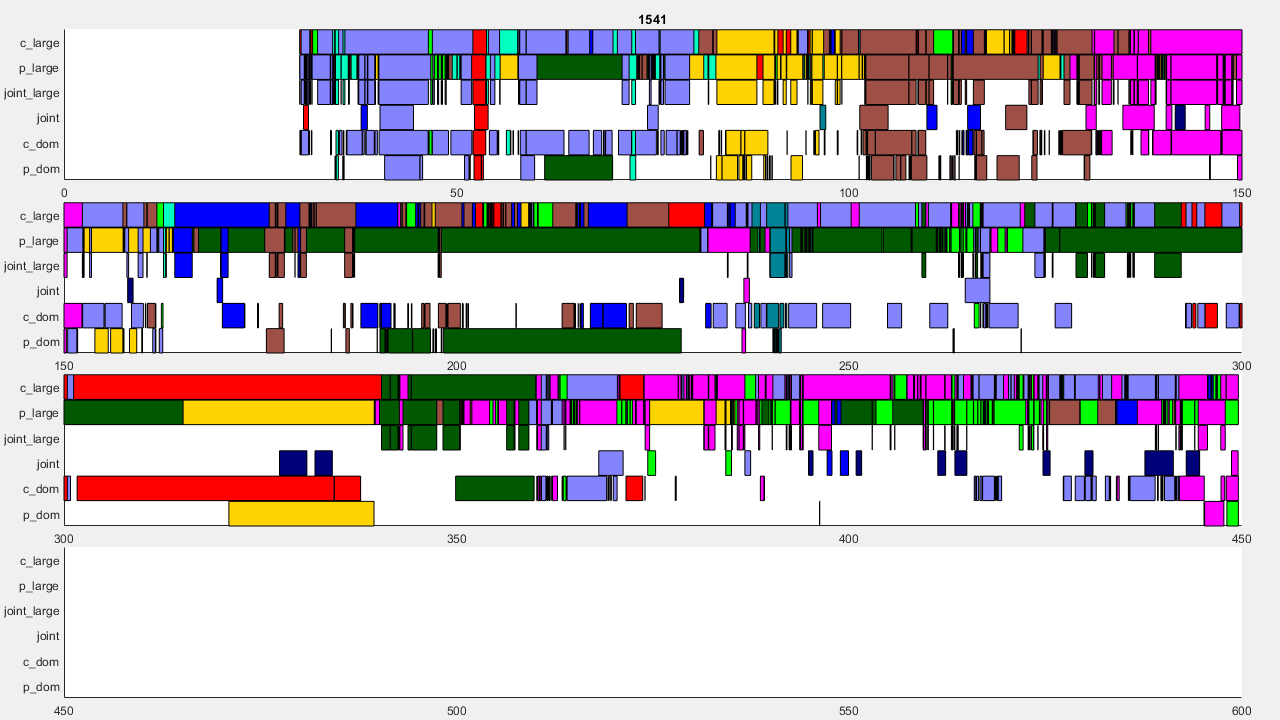 1541
c_large
p_large
joint_large
joint
c_dom
p_dom
0 50 100 150
c_large
p_large
joint_large
joint
c_dom
p_dom
150 200 250 300
c_large
p_large
joint_large
joint
c_dom
p_dom
300 350 400 450
c_large
p_large
joint_large
joint
c_dom
p_dom
450 500 550 600